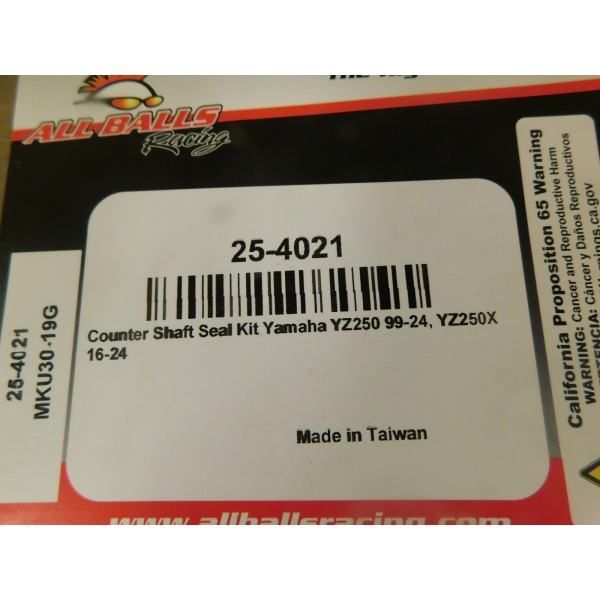 ALL BALLS
Racing
25-4021
Counter Shaft Seal Kit Yamaha YZ250 99-24, YZ250X
16-24
Made in Taiwan
25-4021
MKU30-19G
California Proposition 65 Warning
WARNING: Cancer and Reproductive Harm
Cáncer y Daños Reproductivos
www.allballsracing.com